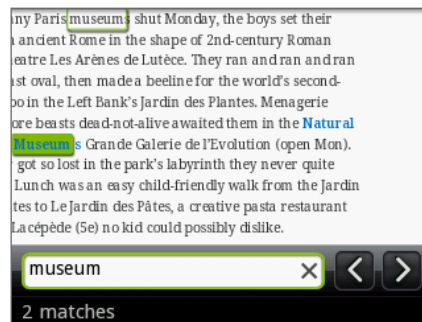 ny Paris museums shut Monday, the boys set their
ancient Rome in the shape of 2nd-century Roman
eatre Les Arènes de Lutèce. They ran and ran and ran
st oval, then made a beeline for the world's second-
oo in the Left Bank's Jardin des Plantes. Menagerie
ore beasts dead-not-alive awaited them in the Natural
Museum's Grande Galerie de l'Evolution (open Mon).
got so lost in the park's labyrinth they never quite
Lunch was an easy child-friendly walk from the Jardin
tes to Le Jardin des Pâtes, a creative pasta restaurant
Lacépède (5e) no kid could possibly dislike.
museum
2 matches